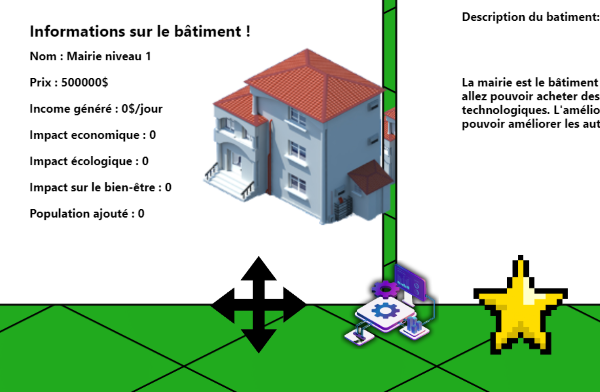 Informations sur le bâtiment !
Nom : Mairie niveau 1
Prix : 500000$
Income généré : 0$/jour
Impact economique : 0
Impact écologique : 0
Impact sur le bien-être : 0
Population ajouté : 0
Description du batiment:
La mairie est le bâtiment
allez pouvoir acheter des
technologiques. L'amélio
pouvoir améliorer les aut